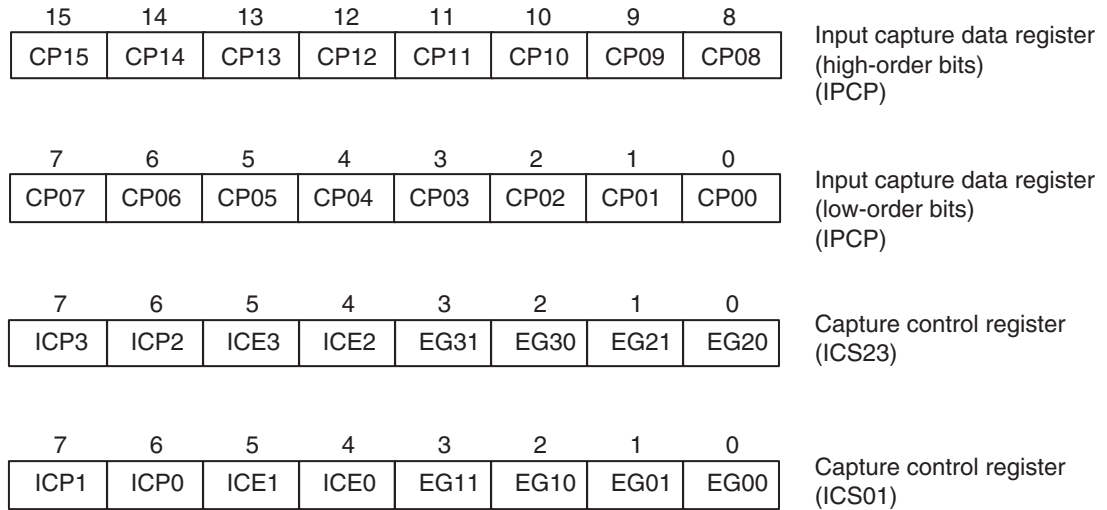 15 14 13 12 11 10 9 8
CP15 CP14 CP13 CP12 CP11 CP10 CP09 CP08
Input capture data register
(high-order bits)
(IPCP)
7 6 5 4 3 2 1 0
CP07 CP06 CP05 CP04 CP03 CP02 CP01 CP00
Input capture data register
(low-order bits)
(IPCP)
7 6 5 4 3 2 1 0
ICP3 ICP2 ICE3 ICE2 EG31 EG30 EG21 EG20
Capture control register
(ICS23)
7 6 5 4 3 2 1 0
ICP1 ICP0 ICE1 ICE0 EG11 EG10 EG01 EG00
Capture control register
(ICS01)